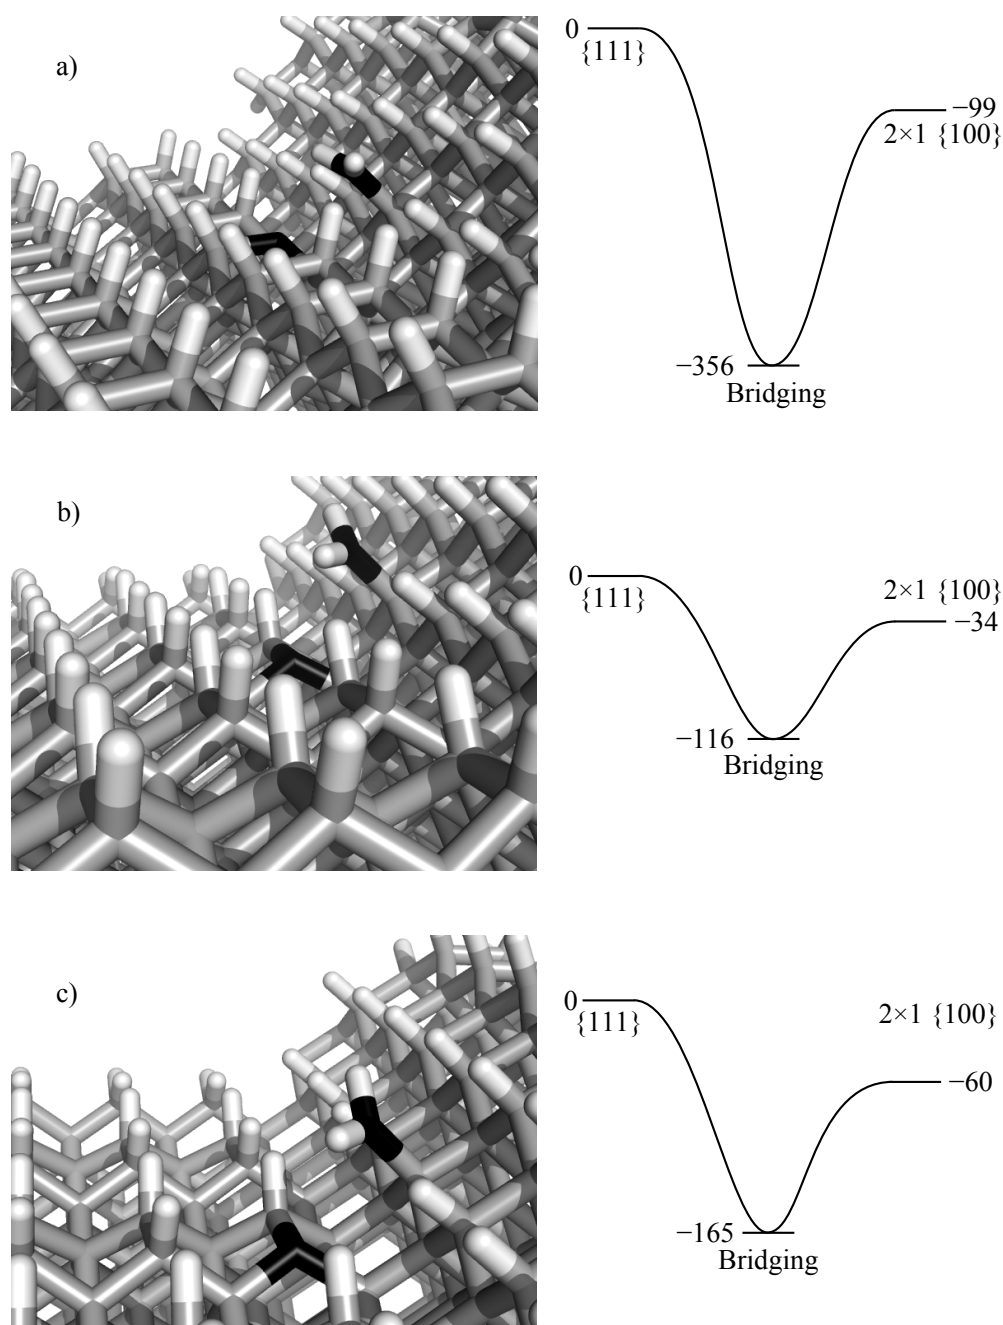 a)
0
{111}
−99
2×1 {100}
−356
Bridging
b)
0
{111}
2×1 {100}
−34
−116
Bridging
c)
0
{111}
2×1 {100}
−60
−165
Bridging